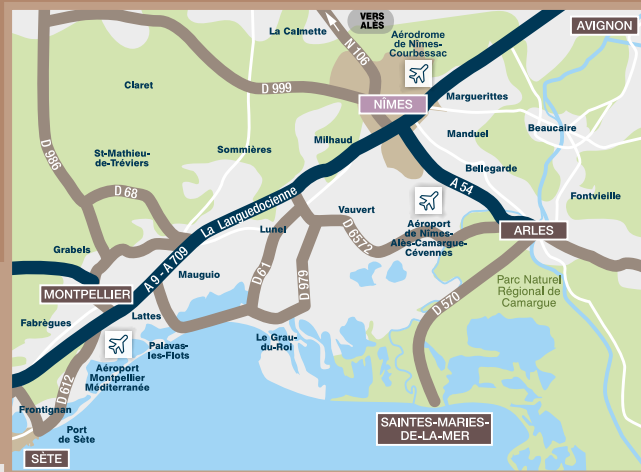 VERS
ALÈS
AVIGNON
La Calmette
N 106
Aérodrome
de Nîmes-
Courbessac
Claret
D 999
NÎMES
Marguerittes
D 986
Milhaud
Manduel
Beaucaire
St-Mathieu-
de-Tréviers
Sommières
Bellegarde
D 68
La Languedocienne
A 54
Fontvieille
Vauvert
Lunel
D 6572
Aéroport
de Nîmes-
Alès-Camargue-
Cévennes
ARLES
Grabels
A 9 - A 709
Mauguio
D 61
D 979
Parc Naturel
Régional de
Camargue
MONTPELLIER
D 570
Fabrègues
Lattes
Palavas-
les-Flots
Le Grau-
du-Roi
Aéroport
Montpellier
Méditerranée
D 612
Frontignan
Port
de Sète
SAINTES-MARIES-
DE-LA-MER
SÈTE